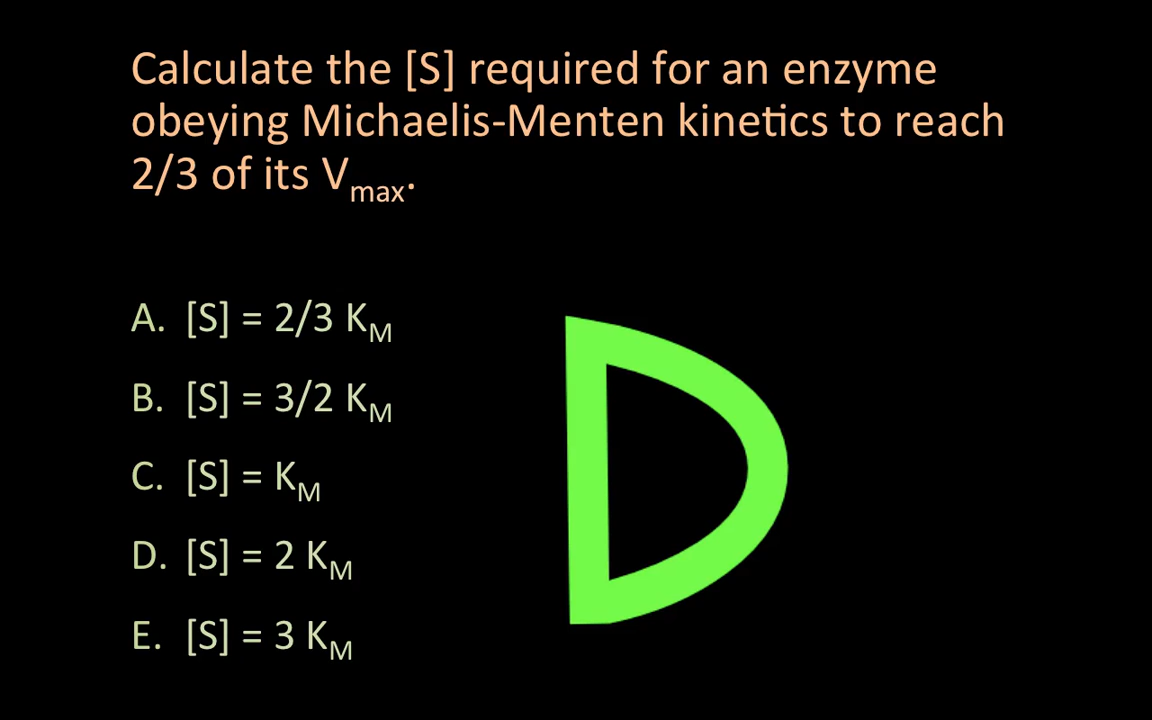 Calculate the [S] required for an enzyme
obeying Michaelis-Menten kinetics to reach
2/3 of its Vmax.
A. [S] = 2/3 KM
B. [S] = 3/2 KM
C. [S] = KM
D. [S] = 2 KM
E. [S] = 3 KM
D